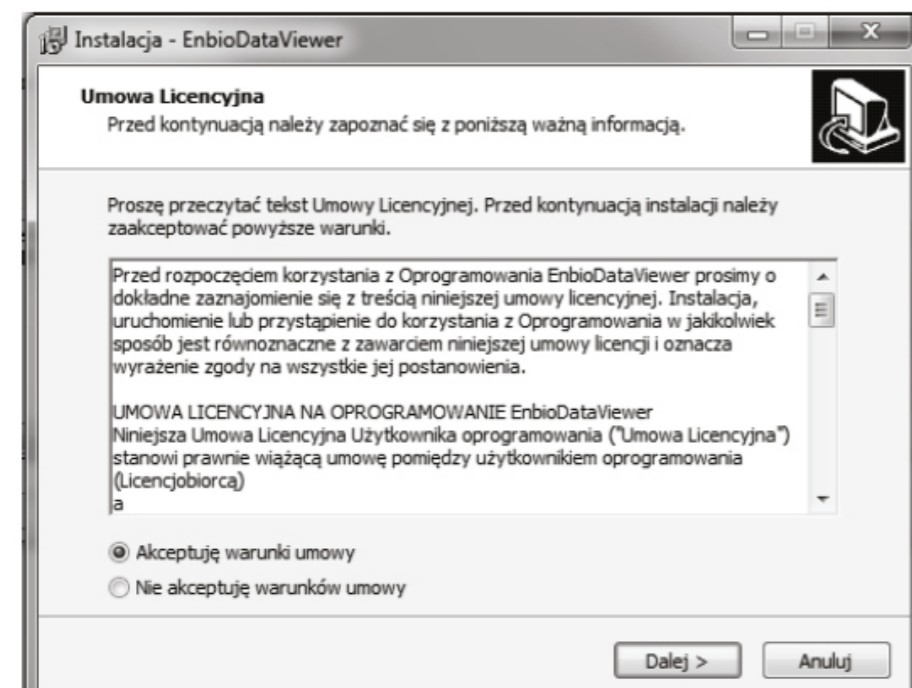 Instalacja - EnbioDataViewer
Umowa Licencyjna
Przed kontynuacją należy zapoznać się z poniższą ważną informacją.
Proszę przeczytać tekst Umowy Licencyjnej. Przed kontynuacją instalacji należy
zaakceptować powyższe warunki.
Przed rozpoczęciem korzystania z Oprogramowania EnbioDataViewer prosimy o
dokładne zaznajomienie się z treścią niniejszej umowy licencyjnej. Instalacja,
uruchomienie lub przystąpienie do korzystania z Oprogramowania w jakikolwiek
sposób jest równoznaczne z zawarciem niniejszej umowy licencji i oznacza
wyrażenie zgody na wszystkie jej postanowienia.
UMOWA LICENCYJNA NA OPROGRAMOWANIE EnbioDataViewer
Niniejsza Umowa Licencyjna Użytkownika oprogramowania ("Umowa Licencyjna")
stanowi prawnie wiążącą umowę pomiędzy użytkownikiem oprogramowania
(Licencjobiorcą)
a
Akceptuję warunki umowy
Nie akceptuję warunków umowy
Dalej >
Anuluj